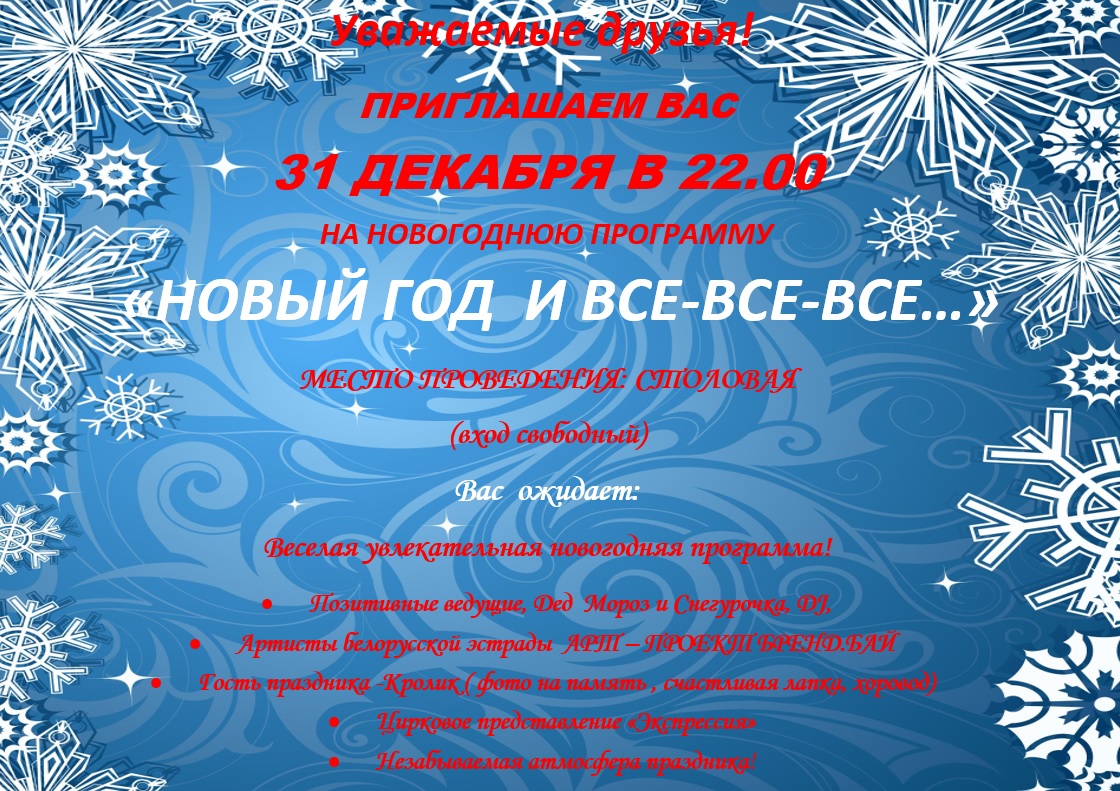 Уважаемые друзья!
ПРИГЛАШАЕМ ВАС
31 ДЕКАБРЯ В 22.00
НА НОВОГОДНЮЮ ПРОГРАММУ
«НОВЫЙ ГОД И ВСЕ-ВСЕ-ВСЕ…»
МЕСТО ПРОВЕДЕНИЯ: СТОЛОВАЯ
(вход свободный)
Вас ожидает:
Веселая увлекательная новогодняя программа!
• Позитивные ведущие, Дед Мороз и Снегурочка, DJ,
• Артисты белорусской эстрады АРТ – ПРОЕКТ БРЕНД.БАЙ
• Гость праздника -Кролик ( фото на память , счастливая лапка, хоровод)
• Цирковое представление «Экспрессия»
• Незабываемая атмосфера праздника!